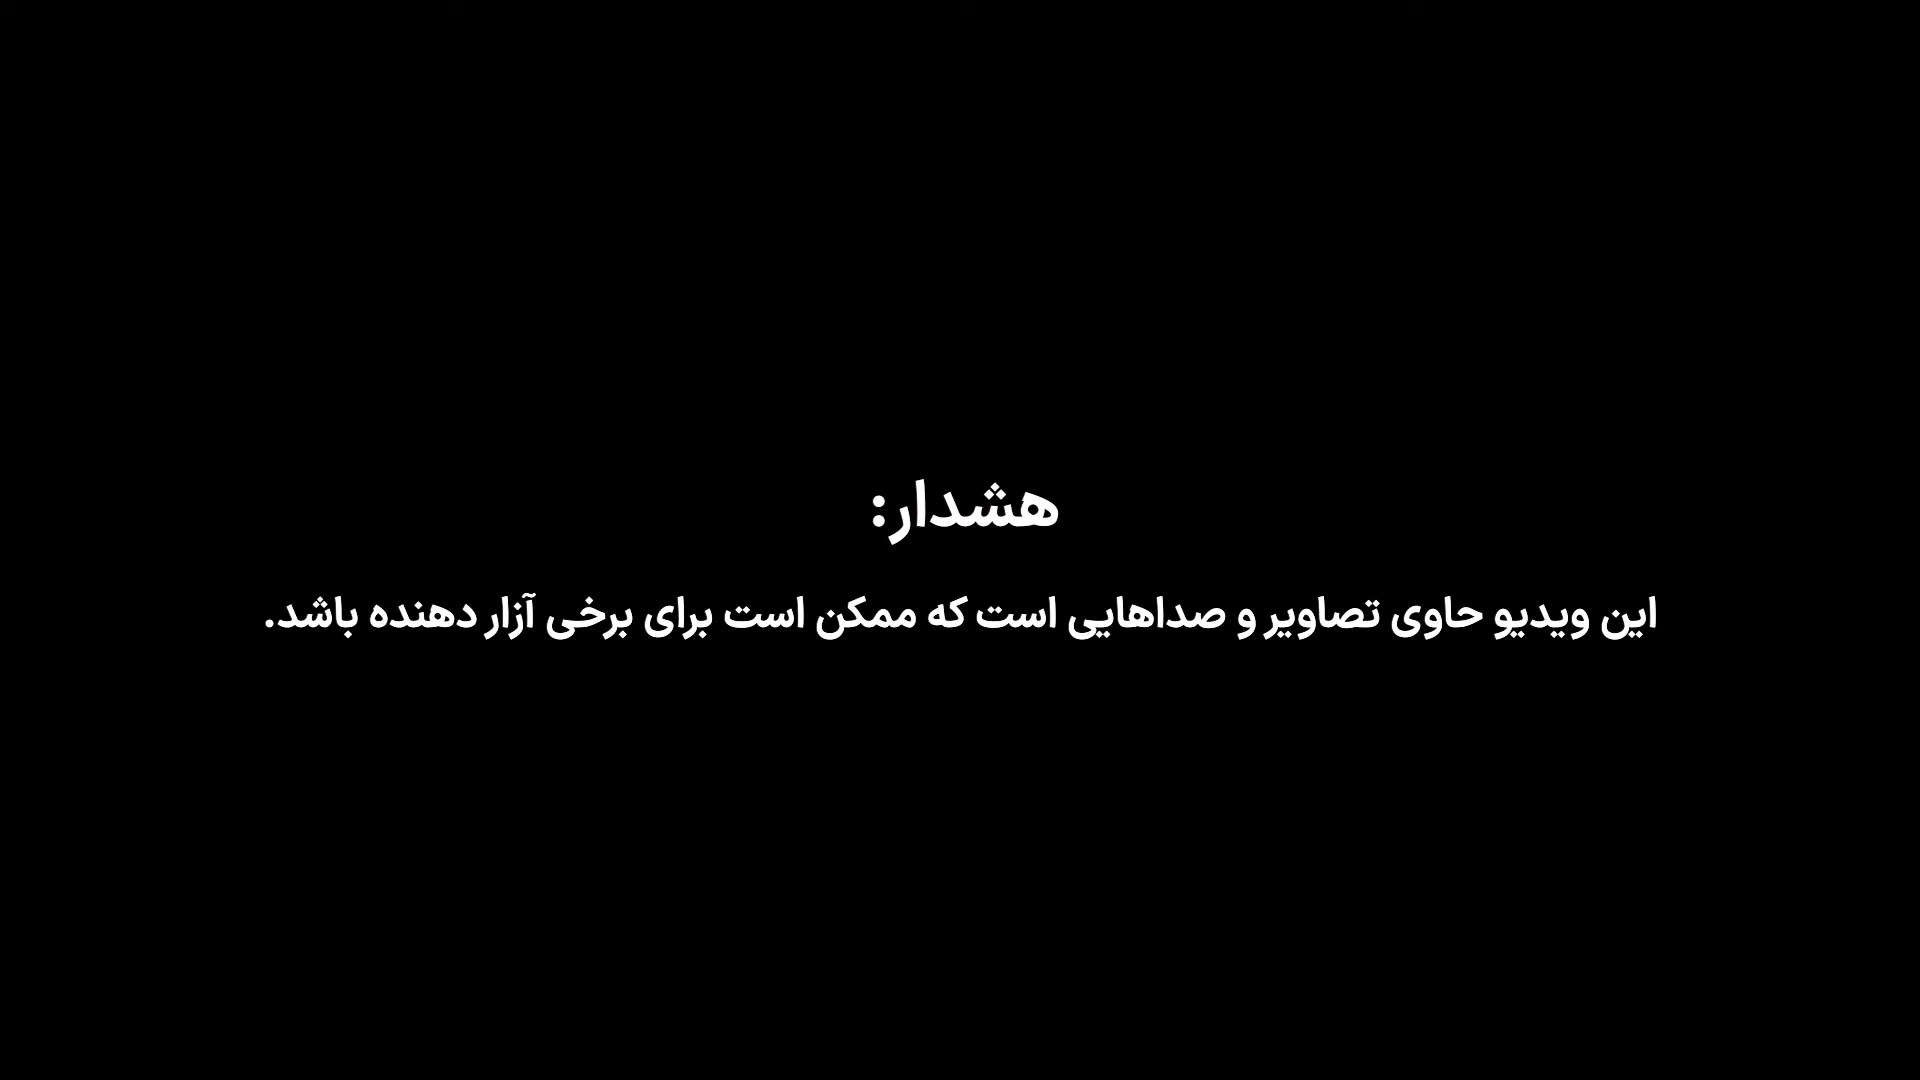 هشدار:
این ویدیو حاوی تصاویر و صداهایی است که ممکن است برای برخی آزار دهنده باشد.